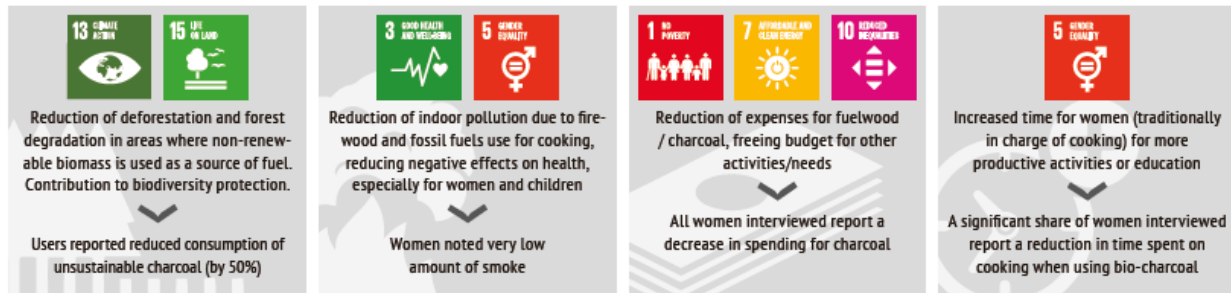 13 CLIMATE
ACTION
15 LIFE
ON LAND
Reduction of deforestation and forest
degradation in areas where non-renew-
able biomass is used as a source of fuel.
Contribution to biodiversity protection.
Users reported reduced consumption of
unsustainable charcoal (by 50%)
3 GOOD HEALTH
AND WELL-BEING
5 GENDER
EQUALITY
Reduction of indoor pollution due to fire-
wood and fossil fuels use for cooking,
reducing negative effects on health,
especially for women and children
Women noted very low
amount of smoke
1 NO
POVERTY
7 AFFORDABLE AND
CLEAN ENERGY
10 REDUCED
INEQUALITIES
Reduction of expenses for fuelwood
/ charcoal, freeing budget for other
activities/needs
All women interviewed report a
decrease in spending for charcoal
5 GENDER
EQUALITY
Increased time for women (traditionally
in charge of cooking) for more
productive activities or education
A significant share of women interviewed
report a reduction in time spent on
cooking when using bio-charcoal